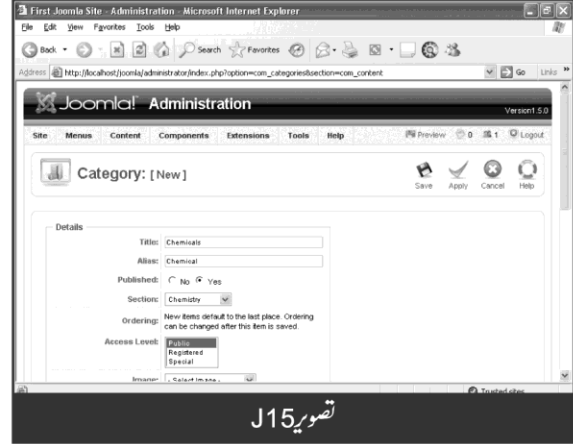 First Joomla Site - Administration - Microsoft Internet Explorer
File Edit View Favorites Tools Help
Back Search Favorites
Address http://localhost/joomla/administrator/index.php?option=com_categories&section=com_content Go Links »
Joomla! Administration
Version1.5.0
Site Menus Content Components Extensions Tools Help Preview 0 1 Logout
Category: [ New ]
Save Apply Cancel Help
Details
Title: Chemicals
Alias: Chemical
Published: No Yes
Section: Chemistry
Ordering: New items default to the last place. Ordering
can be changed after this item is saved.
Access Level: Public
Registered
Special
Image: - Select Image -
Trusted sites
تصویر J15